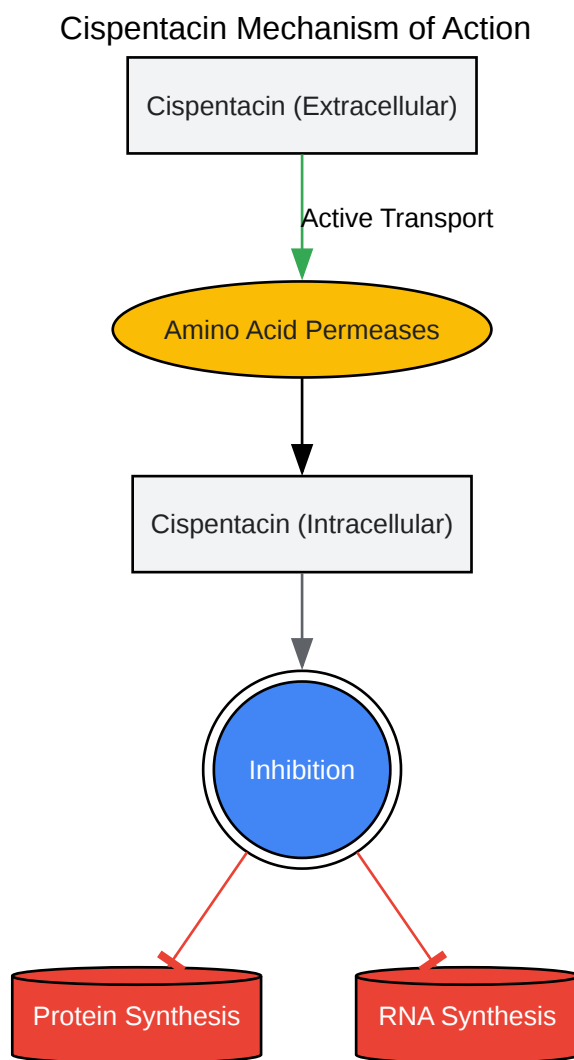 Cispentacin Mechanism of Action
Cispentacin (Extracellular)
Active Transport
Amino Acid Permeases
Cispentacin (Intracellular)
Inhibition
Protein Synthesis
RNA Synthesis